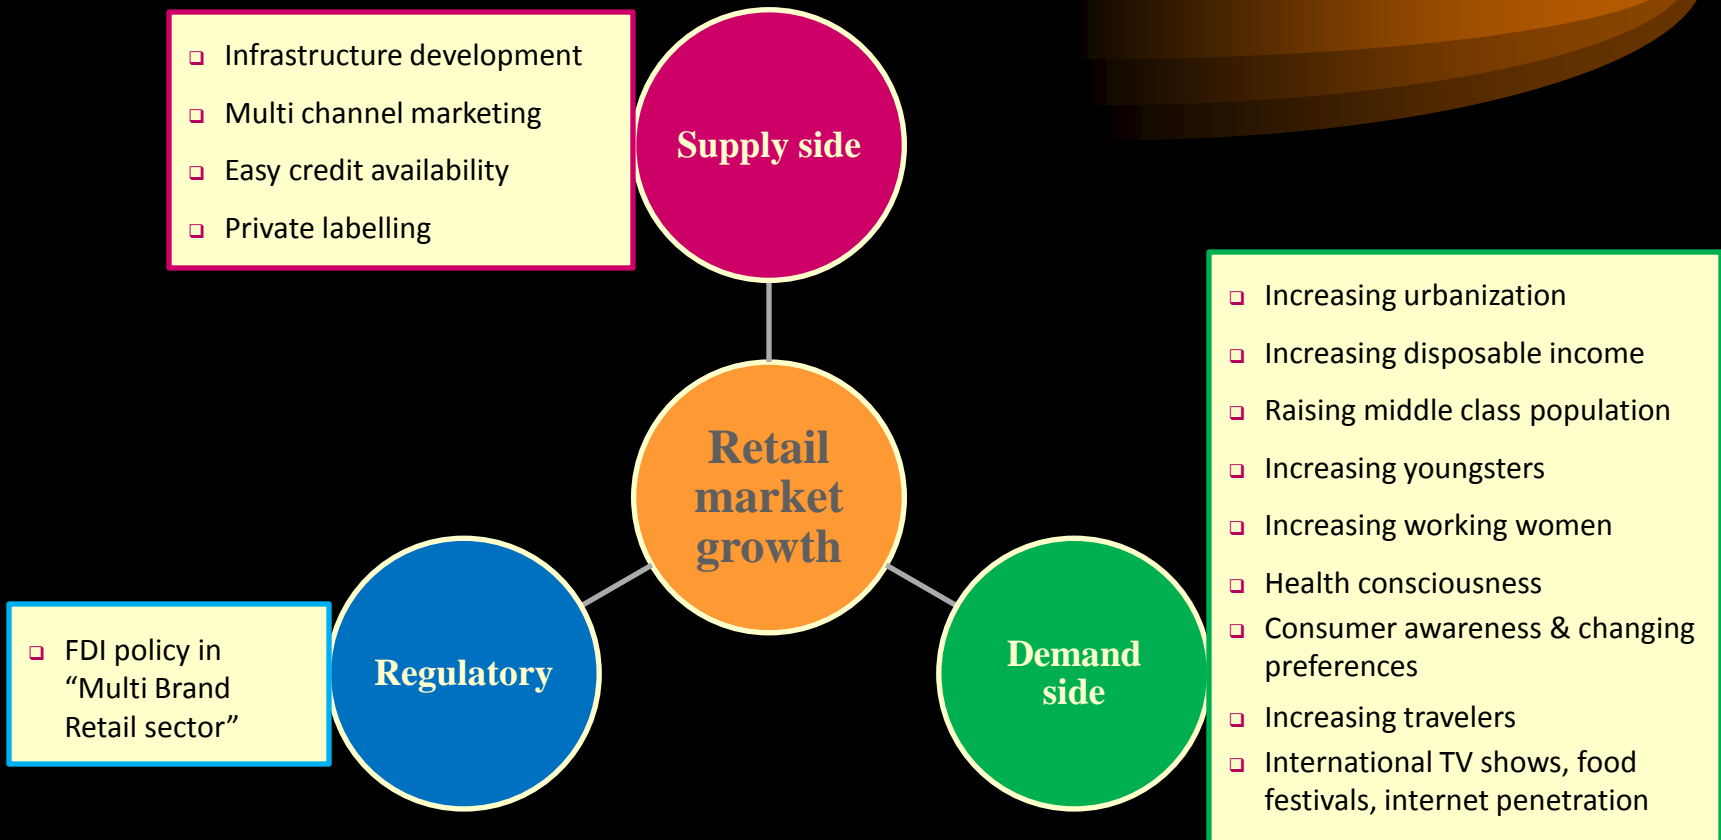 Infrastructure development
Multi channel marketing
Easy credit availability
Private labelling
Supply side
Retail
market
growth
Regulatory
FDI policy in
“Multi Brand
Retail sector”
Demand
side
Increasing urbanization
Increasing disposable income
Raising middle class population
Increasing youngsters
Increasing working women
Health consciousness
Consumer awareness & changing
preferences
Increasing travelers
International TV shows, food
festivals, internet penetration